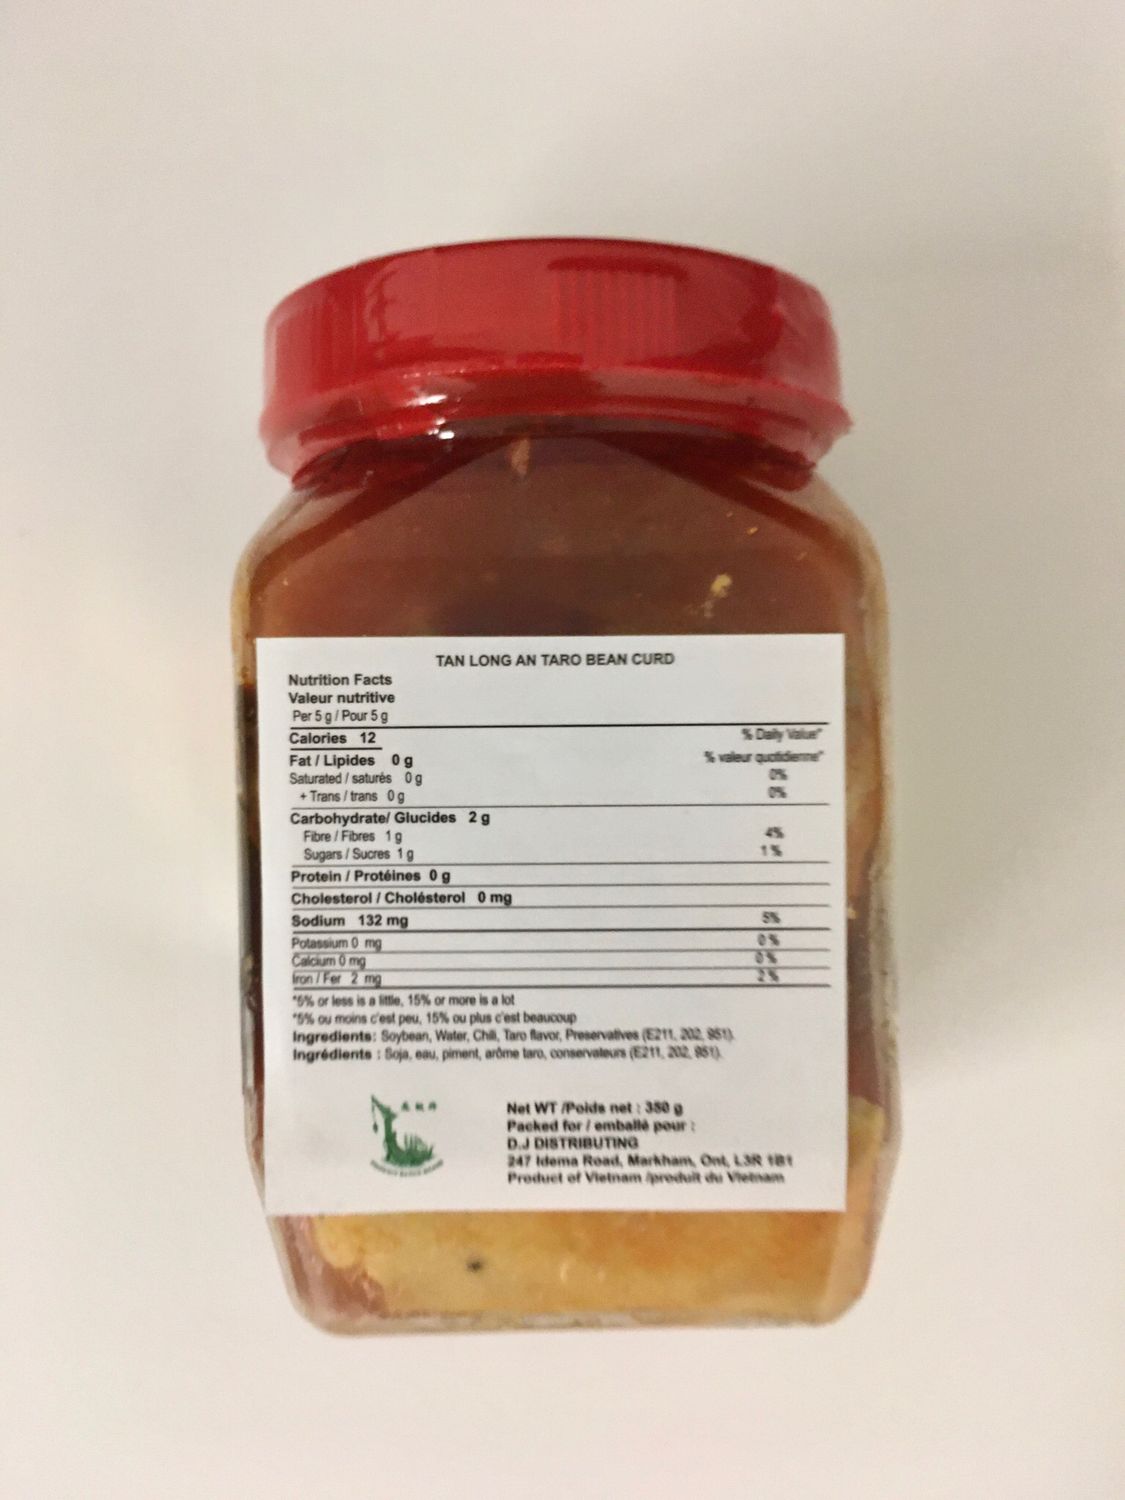 TAN LONG AN TARO BEAN CURD
Nutrition Facts
Valeur nutritive
Per 5 g / Pour 5 g
Calories 12 % Daily Value*
% valeur quotidienne*
Fat / Lipides 0 g
Saturated / saturés 0 g 0%
+ Trans / trans 0 g 0%
Carbohydrate/ Glucides 2 g
Fibre / Fibres 1 g 4%
Sugars / Sucres 1 g 1 %
Protein / Protéines 0 g
Cholesterol / Choléstérol 0 mg
Sodium 132 mg 5%
Potassium 0 mg 0 %
Calcium 0 mg 0 %
Iron / Fer 2 mg 2 %
*5% or less is a little, 15% or more is a lot
*5% ou moins c'est peu, 15% ou plus c'est beaucoup
Ingredients: Soybean, Water, Chili, Taro flavor, Preservatives (E211, 202, 951).
Ingrédients : Soja, eau, piment, arôme taro, conservateurs (E211, 202, 951).
Net WT /Poids net : 350 g
Packed for / emballé pour :
D.J DISTRIBUTING
247 Idema Road, Markham, Ont, L3R 1B1
Product of Vietnam /produit du Vietnam